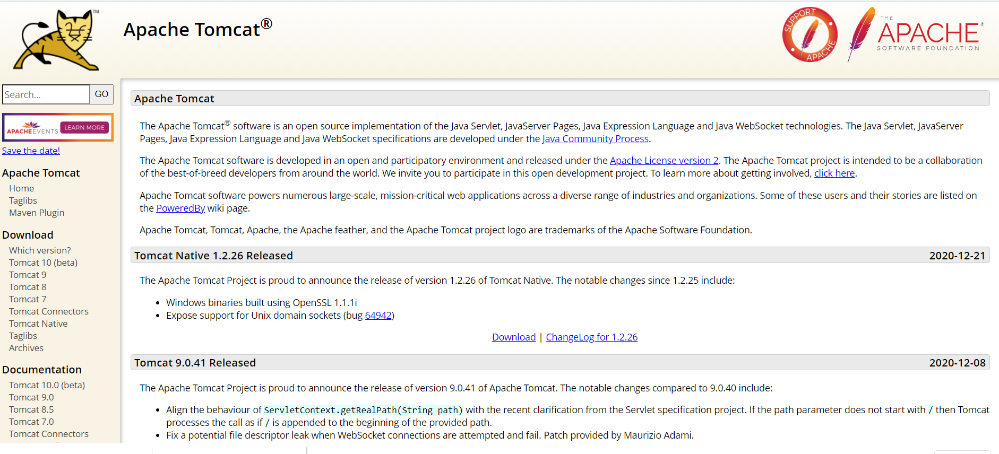 TM
Apache Tomcat®
SUPPORT
APACHE
THE
APACHE®
SOFTWARE FOUNDATION
Search…
GO
APACHEEVENTS LEARN MORE
Save the date!
Apache Tomcat
Home
Taglibs
Maven Plugin
Download
Which version?
Tomcat 10 (beta)
Tomcat 9
Tomcat 8
Tomcat 7
Tomcat Connectors
Tomcat Native
Taglibs
Archives
Documentation
Tomcat 10.0 (beta)
Tomcat 9.0
Tomcat 8.5
Tomcat 7.0
Tomcat Connectors
Apache Tomcat
The Apache Tomcat® software is an open source implementation of the Java Servlet, JavaServer Pages, Java Expression Language and Java WebSocket technologies. The Java Servlet, JavaServer
Pages, Java Expression Language and Java WebSocket specifications are developed under the Java Community Process.
The Apache Tomcat software is developed in an open and participatory environment and released under the Apache License version 2. The Apache Tomcat project is intended to be a collaboration
of the best-of-breed developers from around the world. We invite you to participate in this open development project. To learn more about getting involved, click here.
Apache Tomcat software powers numerous large-scale, mission-critical web applications across a diverse range of industries and organizations. Some of these users and their stories are listed on
the PoweredBy wiki page.
Apache Tomcat, Tomcat, Apache, the Apache feather, and the Apache Tomcat project logo are trademarks of the Apache Software Foundation.
Tomcat Native 1.2.26 Released 2020-12-21
The Apache Tomcat Project is proud to announce the release of version 1.2.26 of Tomcat Native. The notable changes since 1.2.25 include:
• Windows binaries built using OpenSSL 1.1.1i
• Expose support for Unix domain sockets (bug 64942)
Download | ChangeLog for 1.2.26
Tomcat 9.0.41 Released 2020-12-08
The Apache Tomcat Project is proud to announce the release of version 9.0.41 of Apache Tomcat. The notable changes compared to 9.0.40 include:
• Align the behaviour of ServletContext.getRealPath(String path) with the recent clarification from the Servlet specification project. If the path parameter does not start with / then Tomcat
processes the call as if / is appended to the beginning of the provided path.
• Fix a potential file descriptor leak when WebSocket connections are attempted and fail. Patch provided by Maurizio Adami.